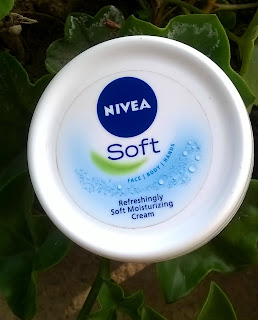 NIVEA
Soft
FACE | BODY | HANDS
Refreshingly
Soft Moisturizing
Cream